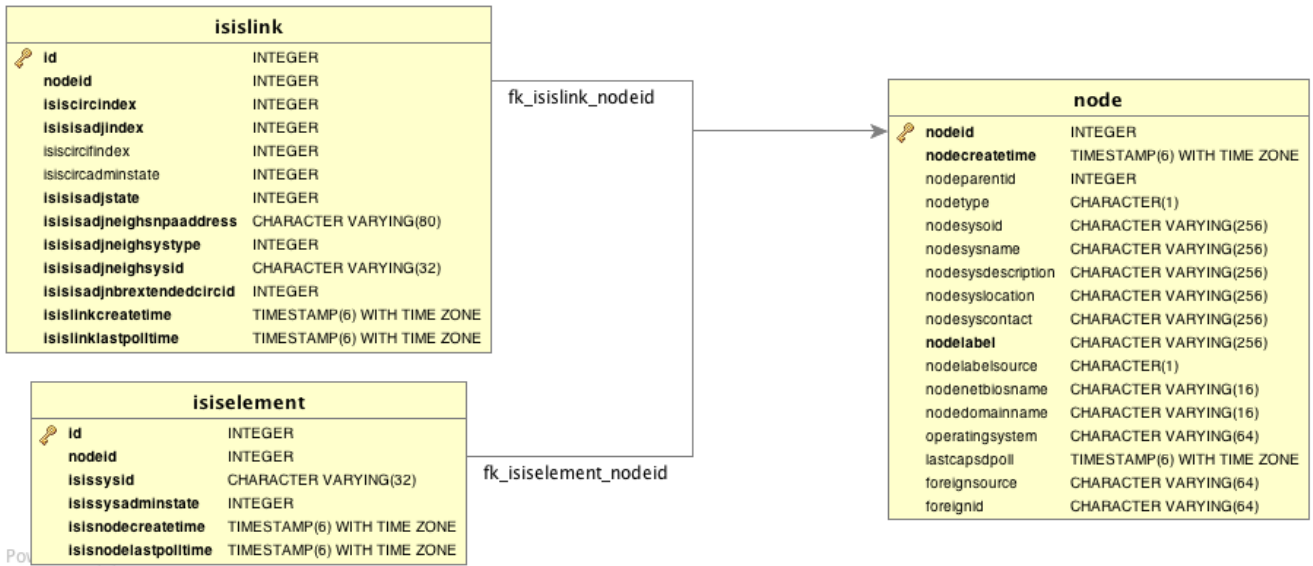 isislink
id INTEGER
nodeid INTEGER
isiscircindex INTEGER
isisisadjindex INTEGER
isiscircifindex INTEGER
isiscircadminstate INTEGER
isisisadjstate INTEGER
isisisadjneighsnpaaddress CHARACTER VARYING(80)
isisisadjneighsystype INTEGER
isisisadjneighsysid CHARACTER VARYING(32)
isisisadjnbrextendedcircid INTEGER
isislinkcreatetime TIMESTAMP(6) WITH TIME ZONE
isislinklastpolltime TIMESTAMP(6) WITH TIME ZONE
fk_isislink_nodeid
isiselement
id INTEGER
nodeid INTEGER
isissysid CHARACTER VARYING(32)
isissysadminstate INTEGER
isisnodecreatetime TIMESTAMP(6) WITH TIME ZONE
isisnodelastpolltime TIMESTAMP(6) WITH TIME ZONE
fk_isiselement_nodeid
node
nodeid INTEGER
nodecreatetime TIMESTAMP(6) WITH TIME ZONE
nodeparentid INTEGER
nodetype CHARACTER(1)
nodesysoid CHARACTER VARYING(256)
nodesysname CHARACTER VARYING(256)
nodesysdescription CHARACTER VARYING(256)
nodesyslocation CHARACTER VARYING(256)
nodesyscontact CHARACTER VARYING(256)
nodelabel CHARACTER VARYING(256)
nodelabelsource CHARACTER(1)
nodenetbiosname CHARACTER VARYING(16)
nodedomainname CHARACTER VARYING(16)
operatingsystem CHARACTER VARYING(64)
lastcapsdpoll TIMESTAMP(6) WITH TIME ZONE
foreignsource CHARACTER VARYING(64)
foreignid CHARACTER VARYING(64)